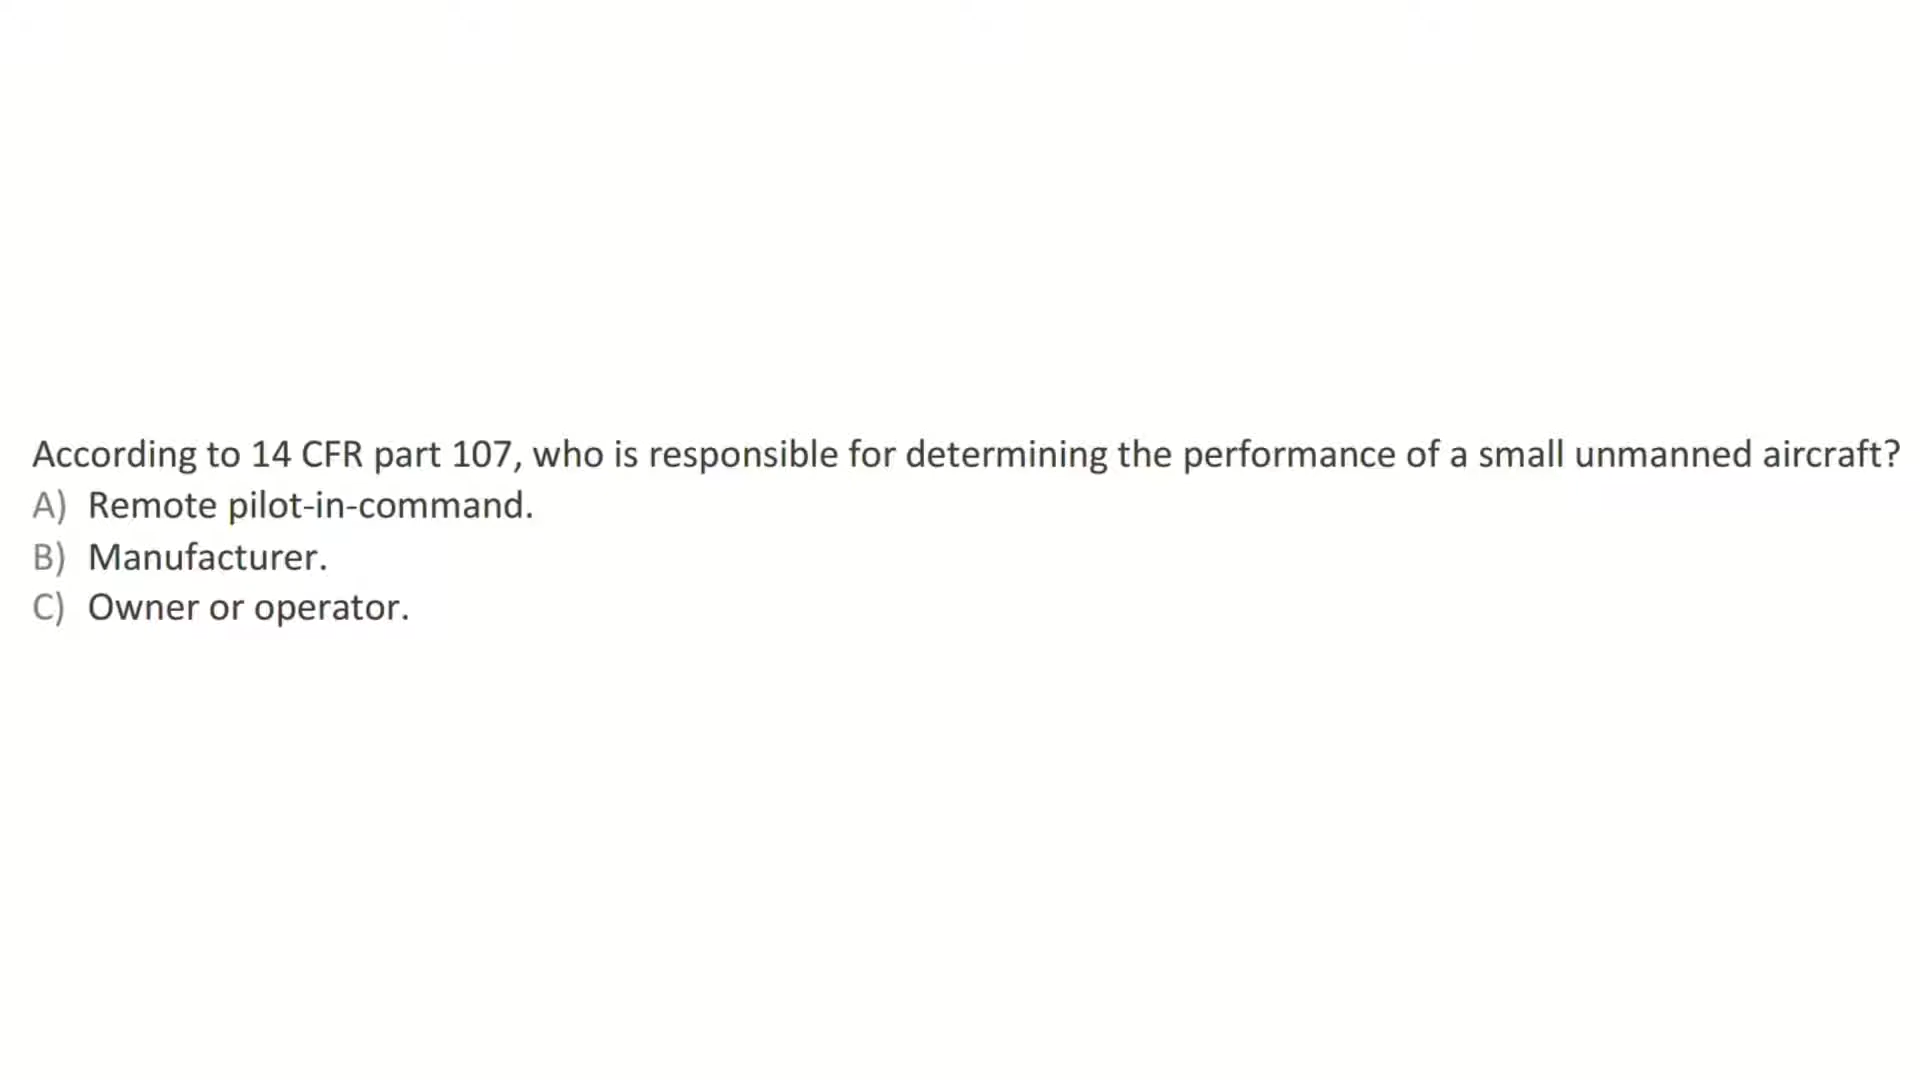 According to 14 CFR part 107, who is responsible for determining the performance of a small unmanned aircraft?
A) Remote pilot-in-command.
B) Manufacturer.
C) Owner or operator.